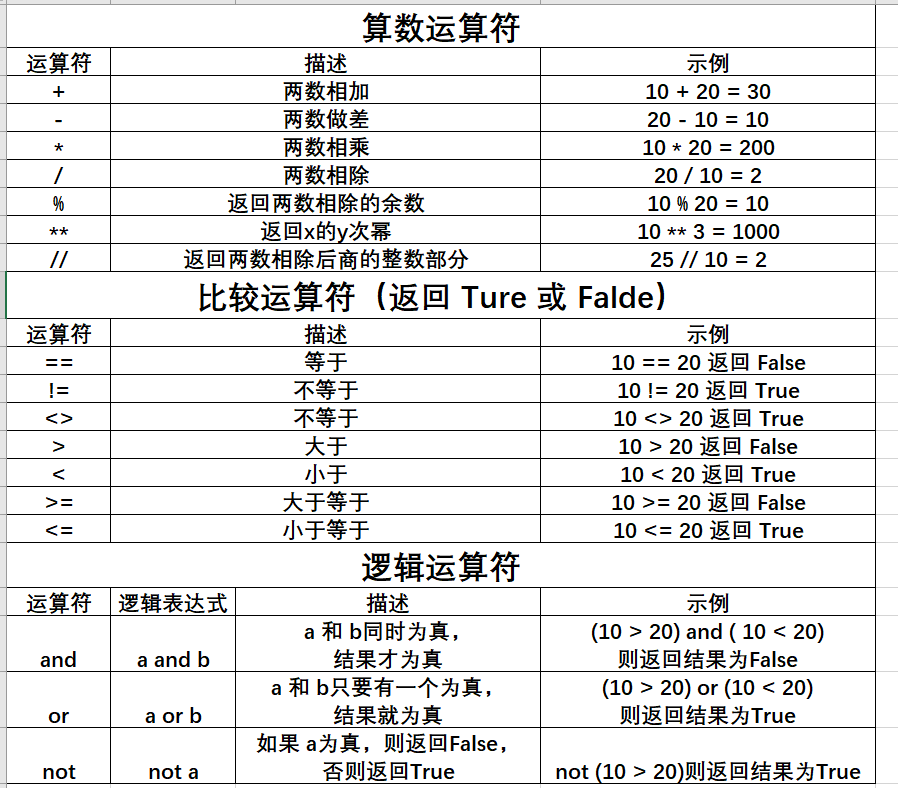 算数运算符
运算符 描述 示例
+ 两数相加 10 + 20 = 30
- 两数做差 20 - 10 = 10
* 两数相乘 10 * 20 = 200
/ 两数相除 20 / 10 = 2
% 返回两数相除的余数 10 % 20 = 10
** 返回x的y次幂 10 ** 3 = 1000
// 返回两数相除后商的整数部分 25 // 10 = 2
比较运算符（返回 Ture 或 Falde）
运算符 描述 示例
== 等于 10 == 20 返回 False
!= 不等于 10 != 20 返回 True
<> 不等于 10 <> 20 返回 True
> 大于 10 > 20 返回 False
< 小于 10 < 20 返回 True
>= 大于等于 10 >= 20 返回 False
<= 小于等于 10 <= 20 返回 True
逻辑运算符
运算符 逻辑表达式 描述 示例
a 和 b同时为真， (10 > 20) and ( 10 < 20)
and a and b 结果才为真 则返回结果为False
a 和 b只要有一个为真， (10 > 20) or (10 < 20)
or a or b 结果就为真 则返回结果为True
如果 a为真，则返回False，
not not a 否则返回True not (10 > 20)则返回结果为True